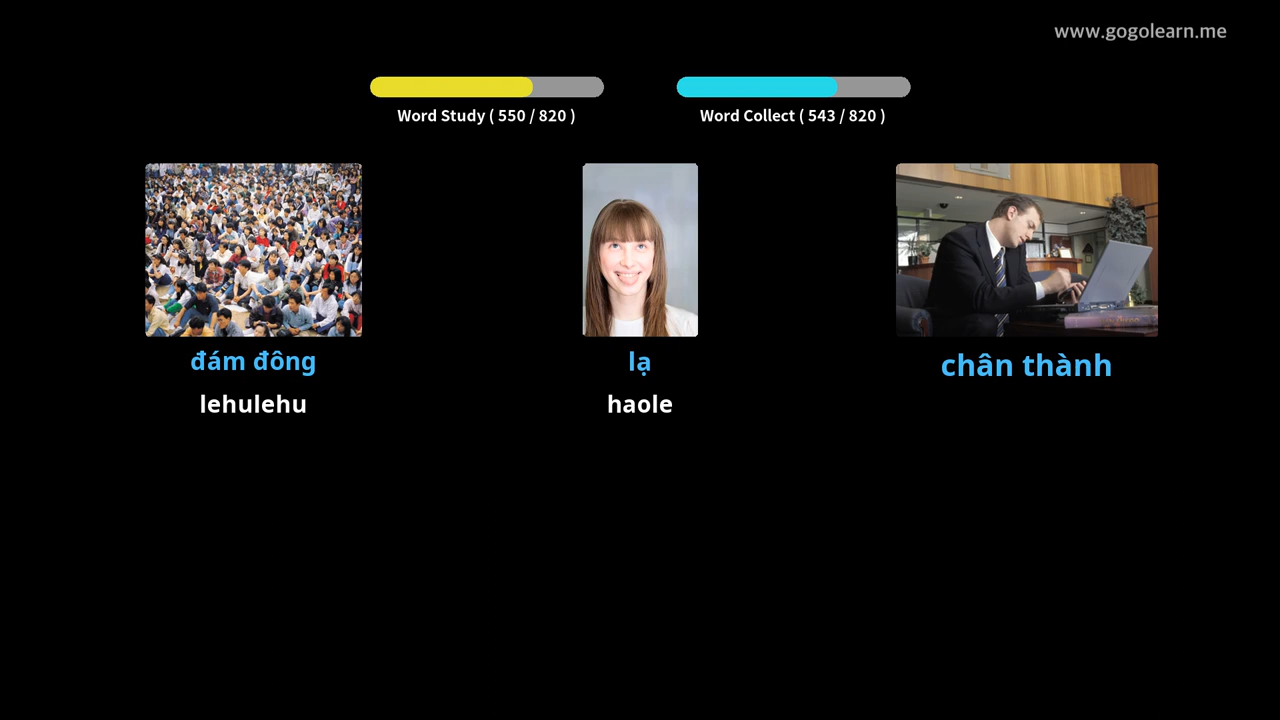 www.gogolearn.me
Word Study ( 550 / 820 )
Word Collect ( 543 / 820 )
đám đông
lạ
chân thành
lehulehu
haole